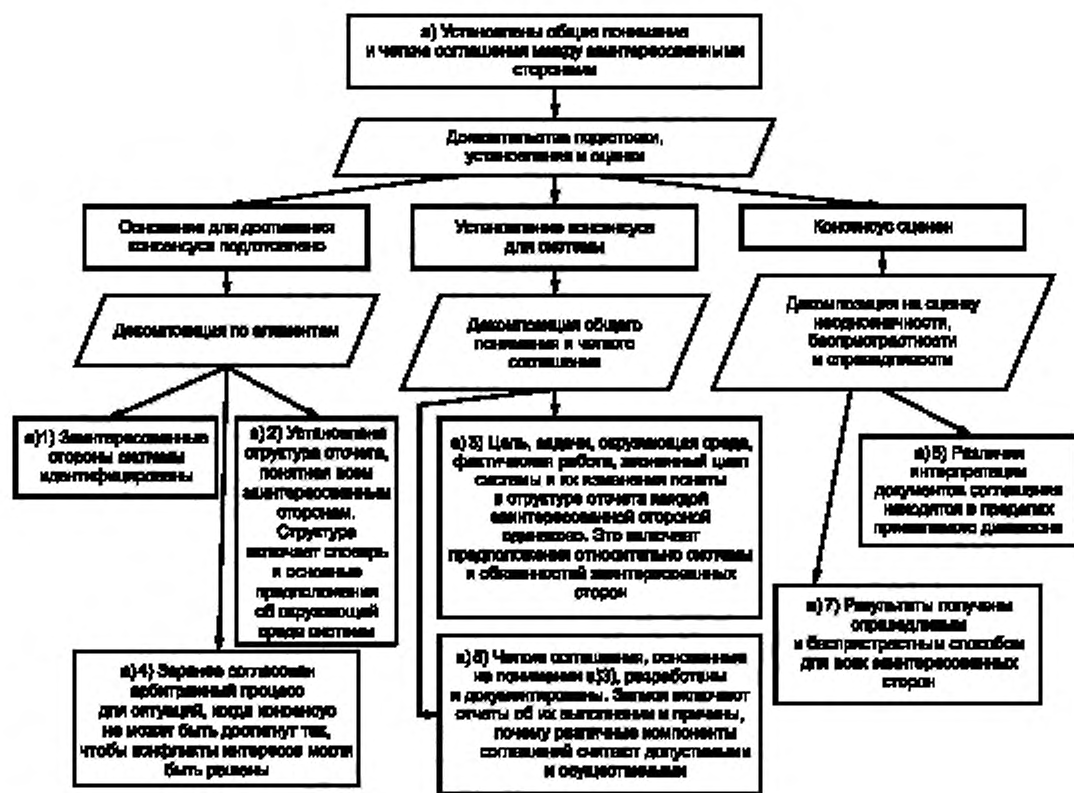 а) Установлены общие понимание
и четкие соглашения между заинтересованными
сторонами
Доказательства подготовки,
установления и оценки
Основание для достижения
консенсуса подготовлено
Установление консенсуса
для системы
Консенсус оценен
Декомпозиция по элементам
Декомпозиция общего
понимания и четкого
соглашения
Декомпозиция на оценку
неоднозначности,
беспристрастности
и справедливости
а)1) Заинтересованные
стороны системы
идентифицированы
а)2) Установлена
структура отсчета,
понятная всем
заинтересованным
сторонам.
Структура
включает словарь
и основные
предположения
об окружающей
среде системы
а)3) Цель, задачи, окружающая среда,
фактическая работа, жизненный цикл
системы и их изменения поняты
в структуре отсчета каждой
заинтересованной стороной
одинаково. Это включает
предположения относительно системы
и обязанностей заинтересованных
сторон
а)6) Различия
интерпретации
документов соглашения
находятся в пределах
приемлемого диапазона
а)4) Заранее согласован
арбитражный процесс
для ситуаций, когда консенсус
не может быть достигнут так,
чтобы конфликты интересов могли
быть решены
а)5) Четкие соглашения, основанные
на понимании а)3), разработаны
и документированы. Записи включают
отчеты об их выполнении и причины,
почему различные компоненты
соглашений считают допустимыми
и осуществимыми
а)7) Результаты получены
справедливым
и беспристрастным способом
для всех заинтересованных
сторон